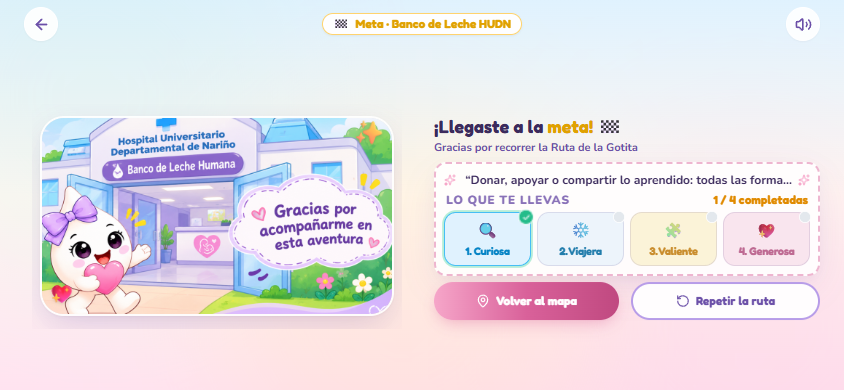 Meta · Banco de Leche HUDN
Hospital Universitario
Departamental de Nariño
Banco de Leche Humana
Gracias por
acompañarme en
esta aventura
¡Llegaste a la meta!
Gracias por recorrer la Ruta de la Gotita
“Donar, apoyar o compartir lo aprendido: todas las forma...
LO QUE TE LLEVAS
1 / 4 completadas
1. Curiosa
2. Viajera
3. Valiente
4. Generosa
Volver al mapa
Repetir la ruta